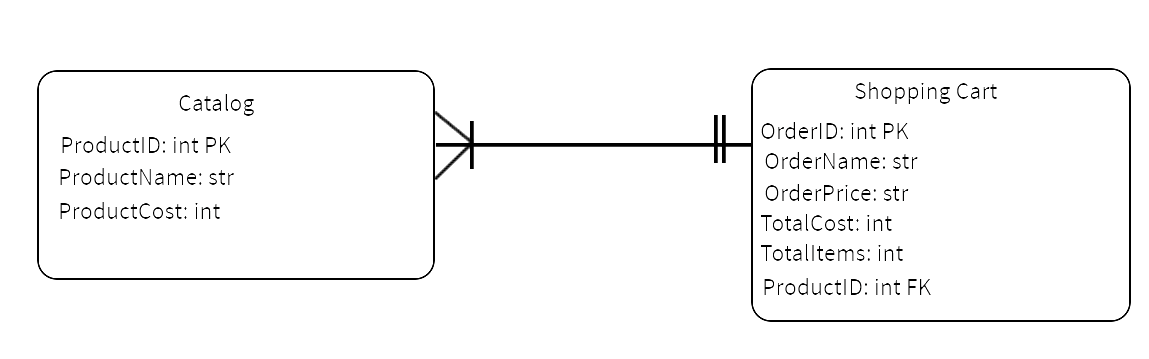 Catalog
ProductID: int PK
ProductName: str
ProductCost: int
Shopping Cart
OrderID: int PK
OrderName: str
OrderPrice: str
TotalCost: int
TotalItems: int
ProductID: int FK